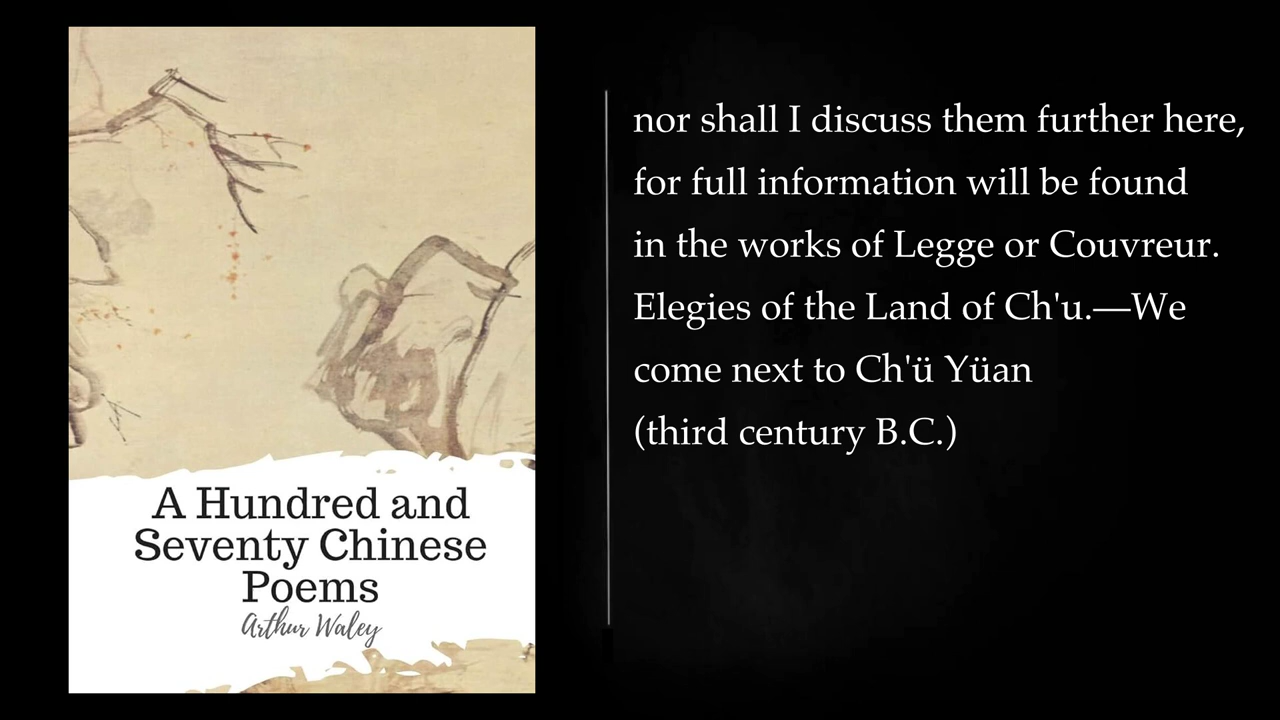 A Hundred and
Seventy Chinese
Poems
Arthur Waley
nor shall I discuss them further here,
for full information will be found
in the works of Legge or Couvreur.
Elegies of the Land of Ch'u.—We
come next to Ch'ü Yüan
(third century B.C.)